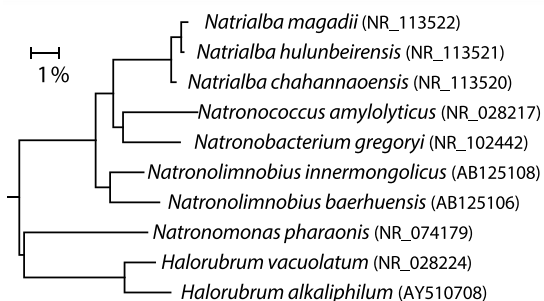 Natrialba magadii (NR_113522)
Natrialba hulunbeirensis (NR_113521)
1%
Natrialba chahannaoensis (NR_113520)
Natronococcus amylolyticus (NR_028217)
Natronobacterium gregoryi (NR_102442)
Natronolimnobius innermongolicus (AB125108)
Natronolimnobius baerhuensis (AB125106)
Natronomonas pharaonis (NR_074179)
Halorubrum vacuolatum (NR_028224)
Halorubrum alkaliphilum (AY510708)